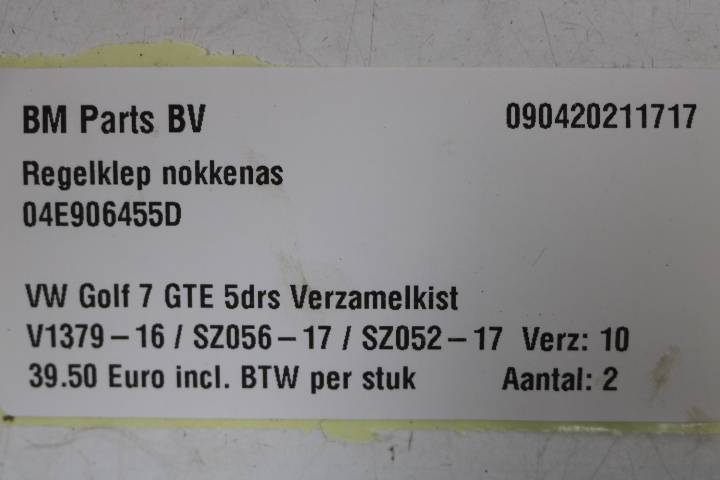 BM Parts BV 090420211717
Regelklep nokkenas
04E906455D
VW Golf 7 GTE 5drs Verzamelkist
V1379-16 / SZ056-17 / SZ052-17 Verz: 10
39.50 Euro incl. BTW per stuk Aantal: 2